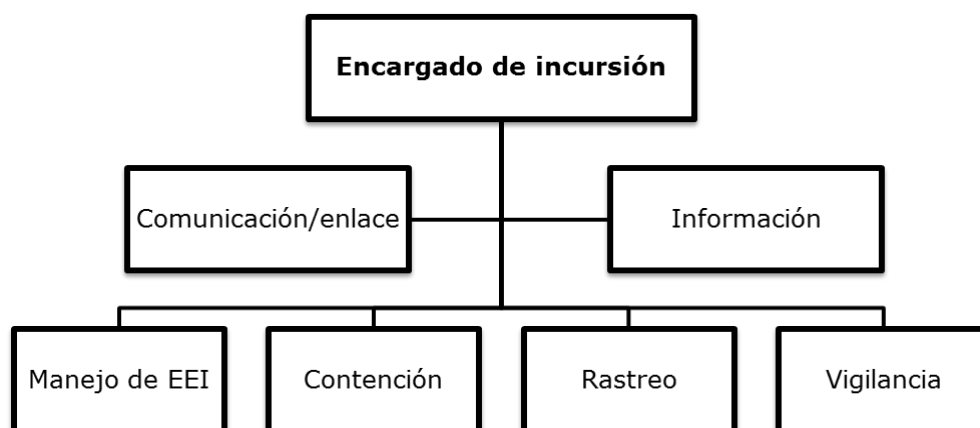 Encargado de incursión
Comunicación/enlace
Información
Manejo de EEI
Contención
Rastreo
Vigilancia